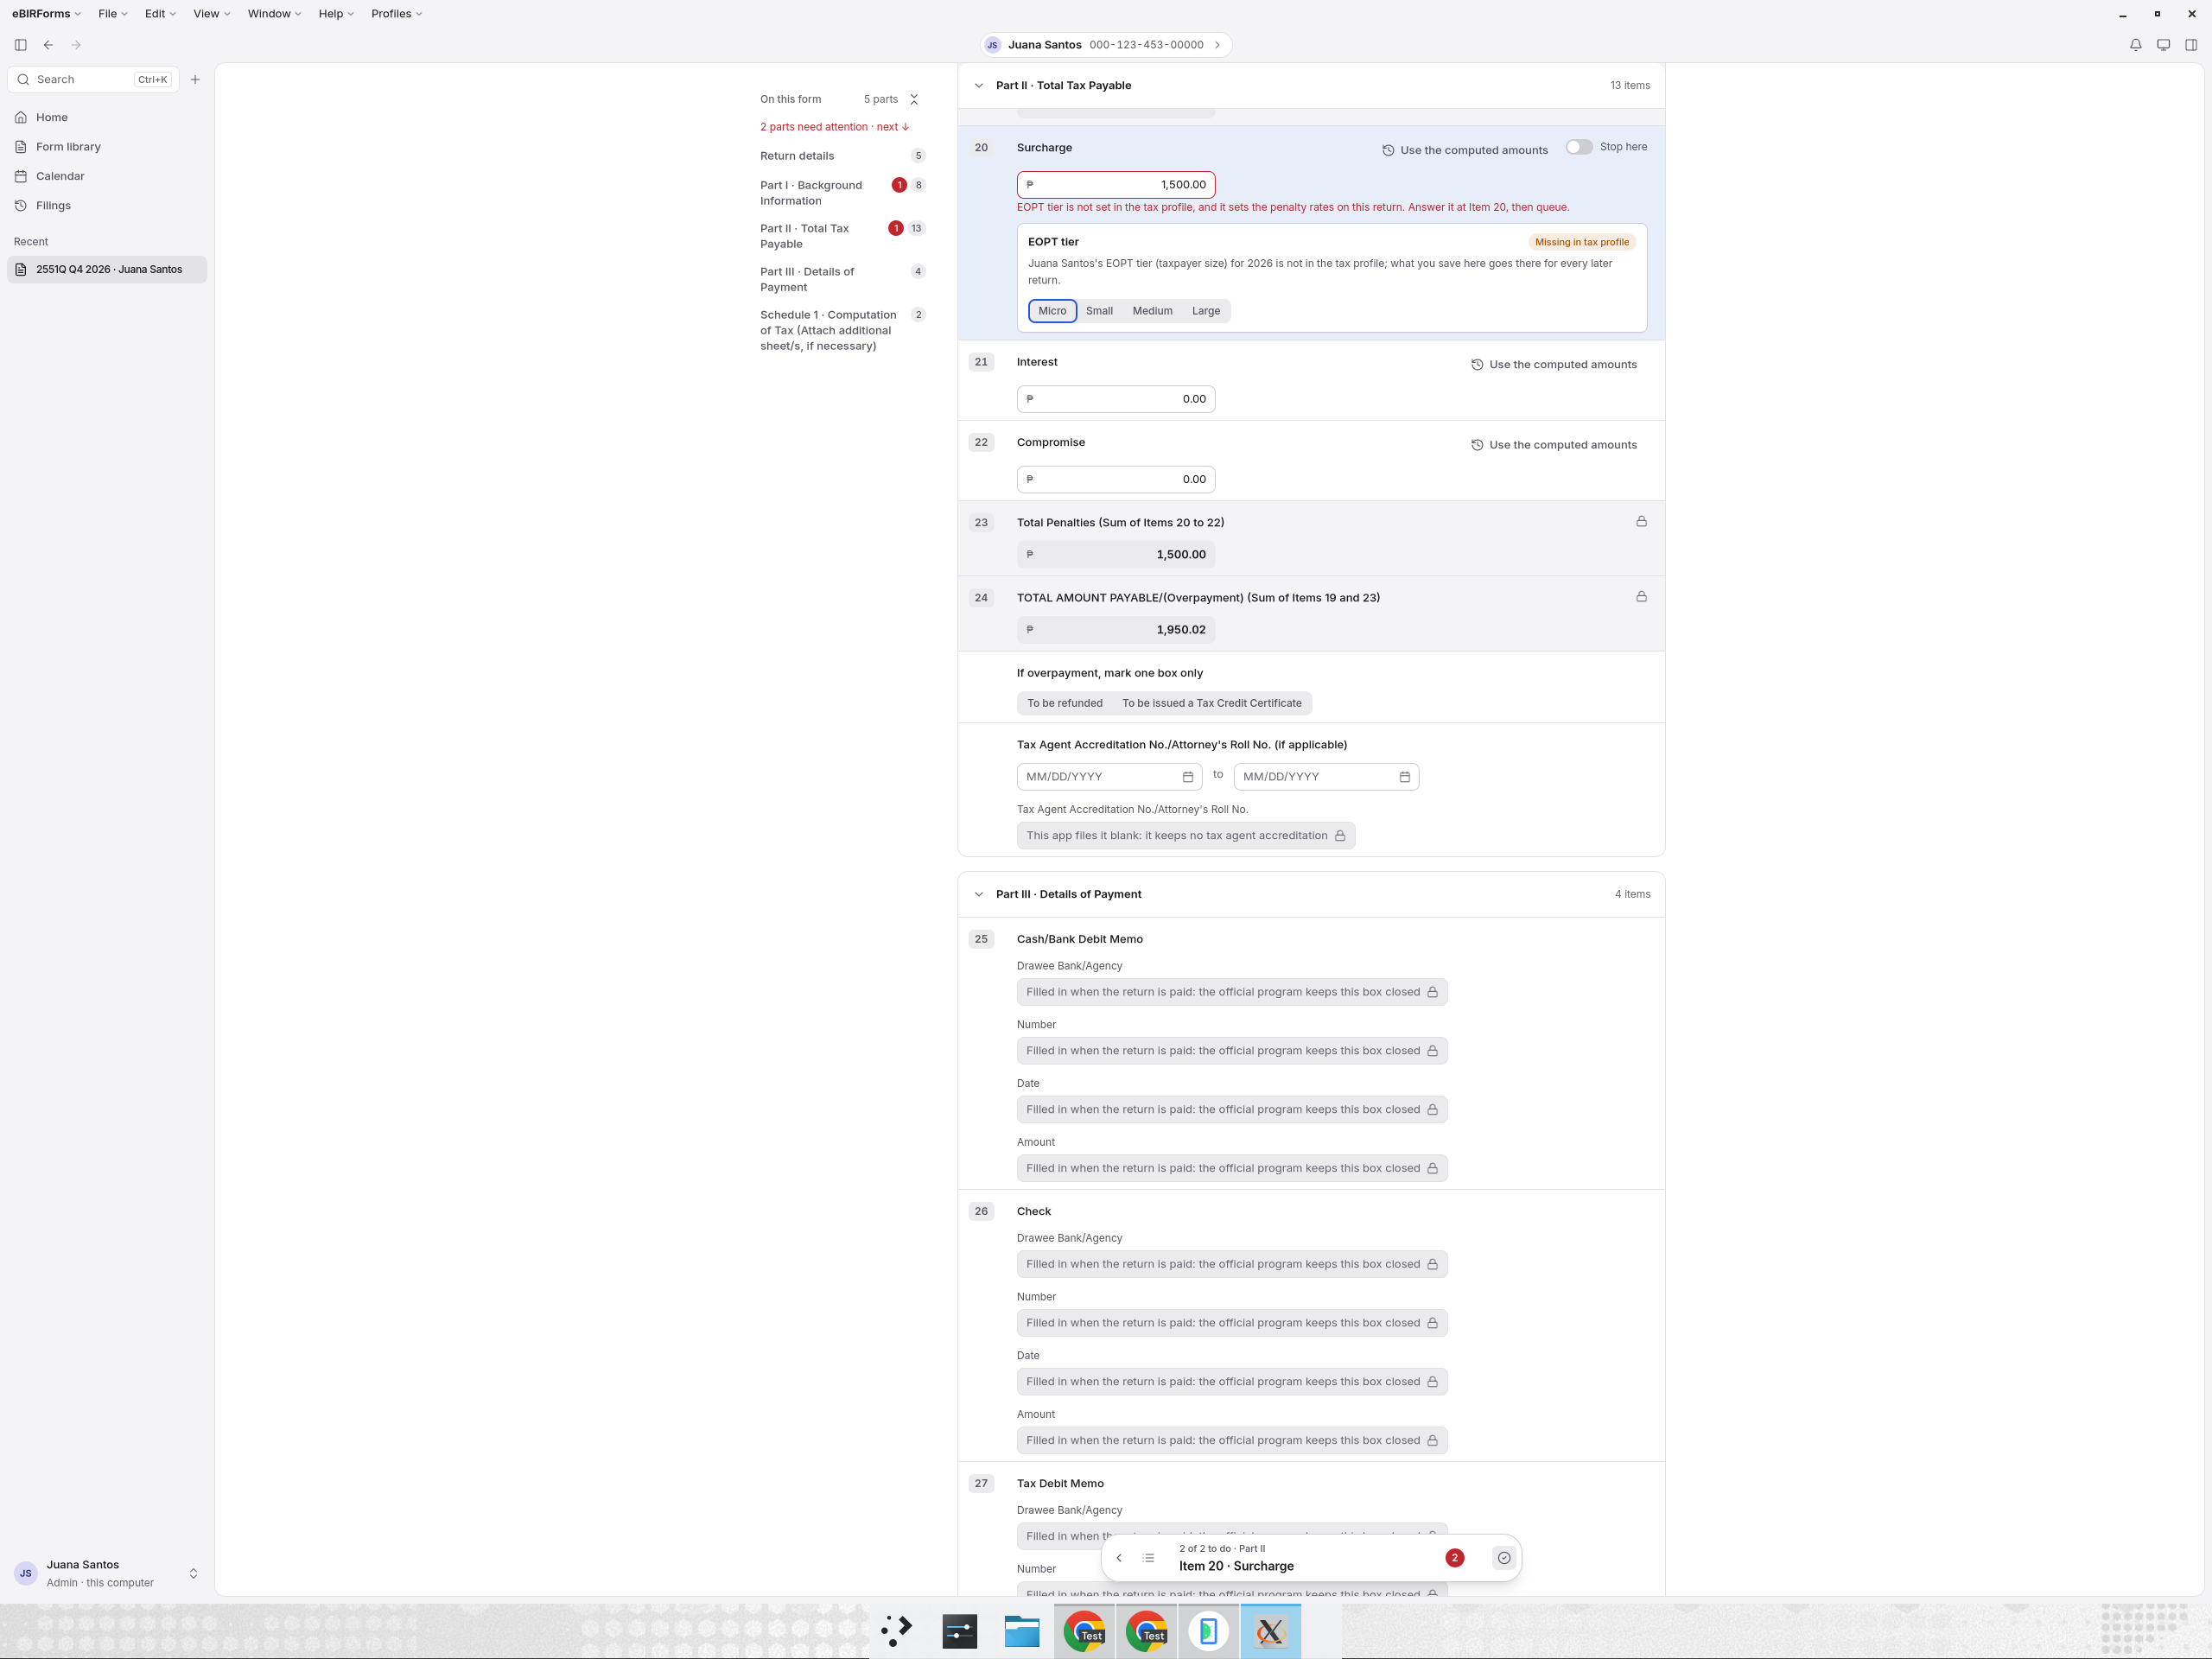 eBIRForms File Edit View Window Help Profiles
JS Juana Santos 000-123-453-00000
Search Ctrl+K
Home
Form library
Calendar
Filings
Recent
2551Q Q4 2026 · Juana Santos
On this form 5 parts
2 parts need attention · next ↓
Return details 5
Part I · Background 1 8
Information
Part II · Total Tax 1 13
Payable
Part III · Details of 4
Payment
Schedule 1 · Computation 2
of Tax (Attach additional
sheet/s, if necessary)
Part II · Total Tax Payable 13 items
20 Surcharge Use the computed amounts Stop here
₱ 1,500.00
EOPT tier is not set in the tax profile, and it sets the penalty rates on this return. Answer it at Item 20, then queue.
EOPT tier Missing in tax profile
Juana Santos's EOPT tier (taxpayer size) for 2026 is not in the tax profile; what you save here goes there for every later
return.
Micro Small Medium Large
21 Interest Use the computed amounts
₱ 0.00
22 Compromise Use the computed amounts
₱ 0.00
23 Total Penalties (Sum of Items 20 to 22)
₱ 1,500.00
24 TOTAL AMOUNT PAYABLE/(Overpayment) (Sum of Items 19 and 23)
₱ 1,950.02
If overpayment, mark one box only
To be refunded To be issued a Tax Credit Certificate
Tax Agent Accreditation No./Attorney's Roll No. (if applicable)
MM/DD/YYYY to MM/DD/YYYY
Tax Agent Accreditation No./Attorney's Roll No.
This app files it blank: it keeps no tax agent accreditation
Part III · Details of Payment 4 items
25 Cash/Bank Debit Memo
Drawee Bank/Agency
Filled in when the return is paid: the official program keeps this box closed
Number
Filled in when the return is paid: the official program keeps this box closed
Date
Filled in when the return is paid: the official program keeps this box closed
Amount
Filled in when the return is paid: the official program keeps this box closed
26 Check
Drawee Bank/Agency
Filled in when the return is paid: the official program keeps this box closed
Number
Filled in when the return is paid: the official program keeps this box closed
Date
Filled in when the return is paid: the official program keeps this box closed
Amount
Filled in when the return is paid: the official program keeps this box closed
27 Tax Debit Memo
Drawee Bank/Agency
Filled in when
Number
2 of 2 to do · Part II
Item 20 · Surcharge 2
JS Juana Santos
Admin · this computer
Test Test